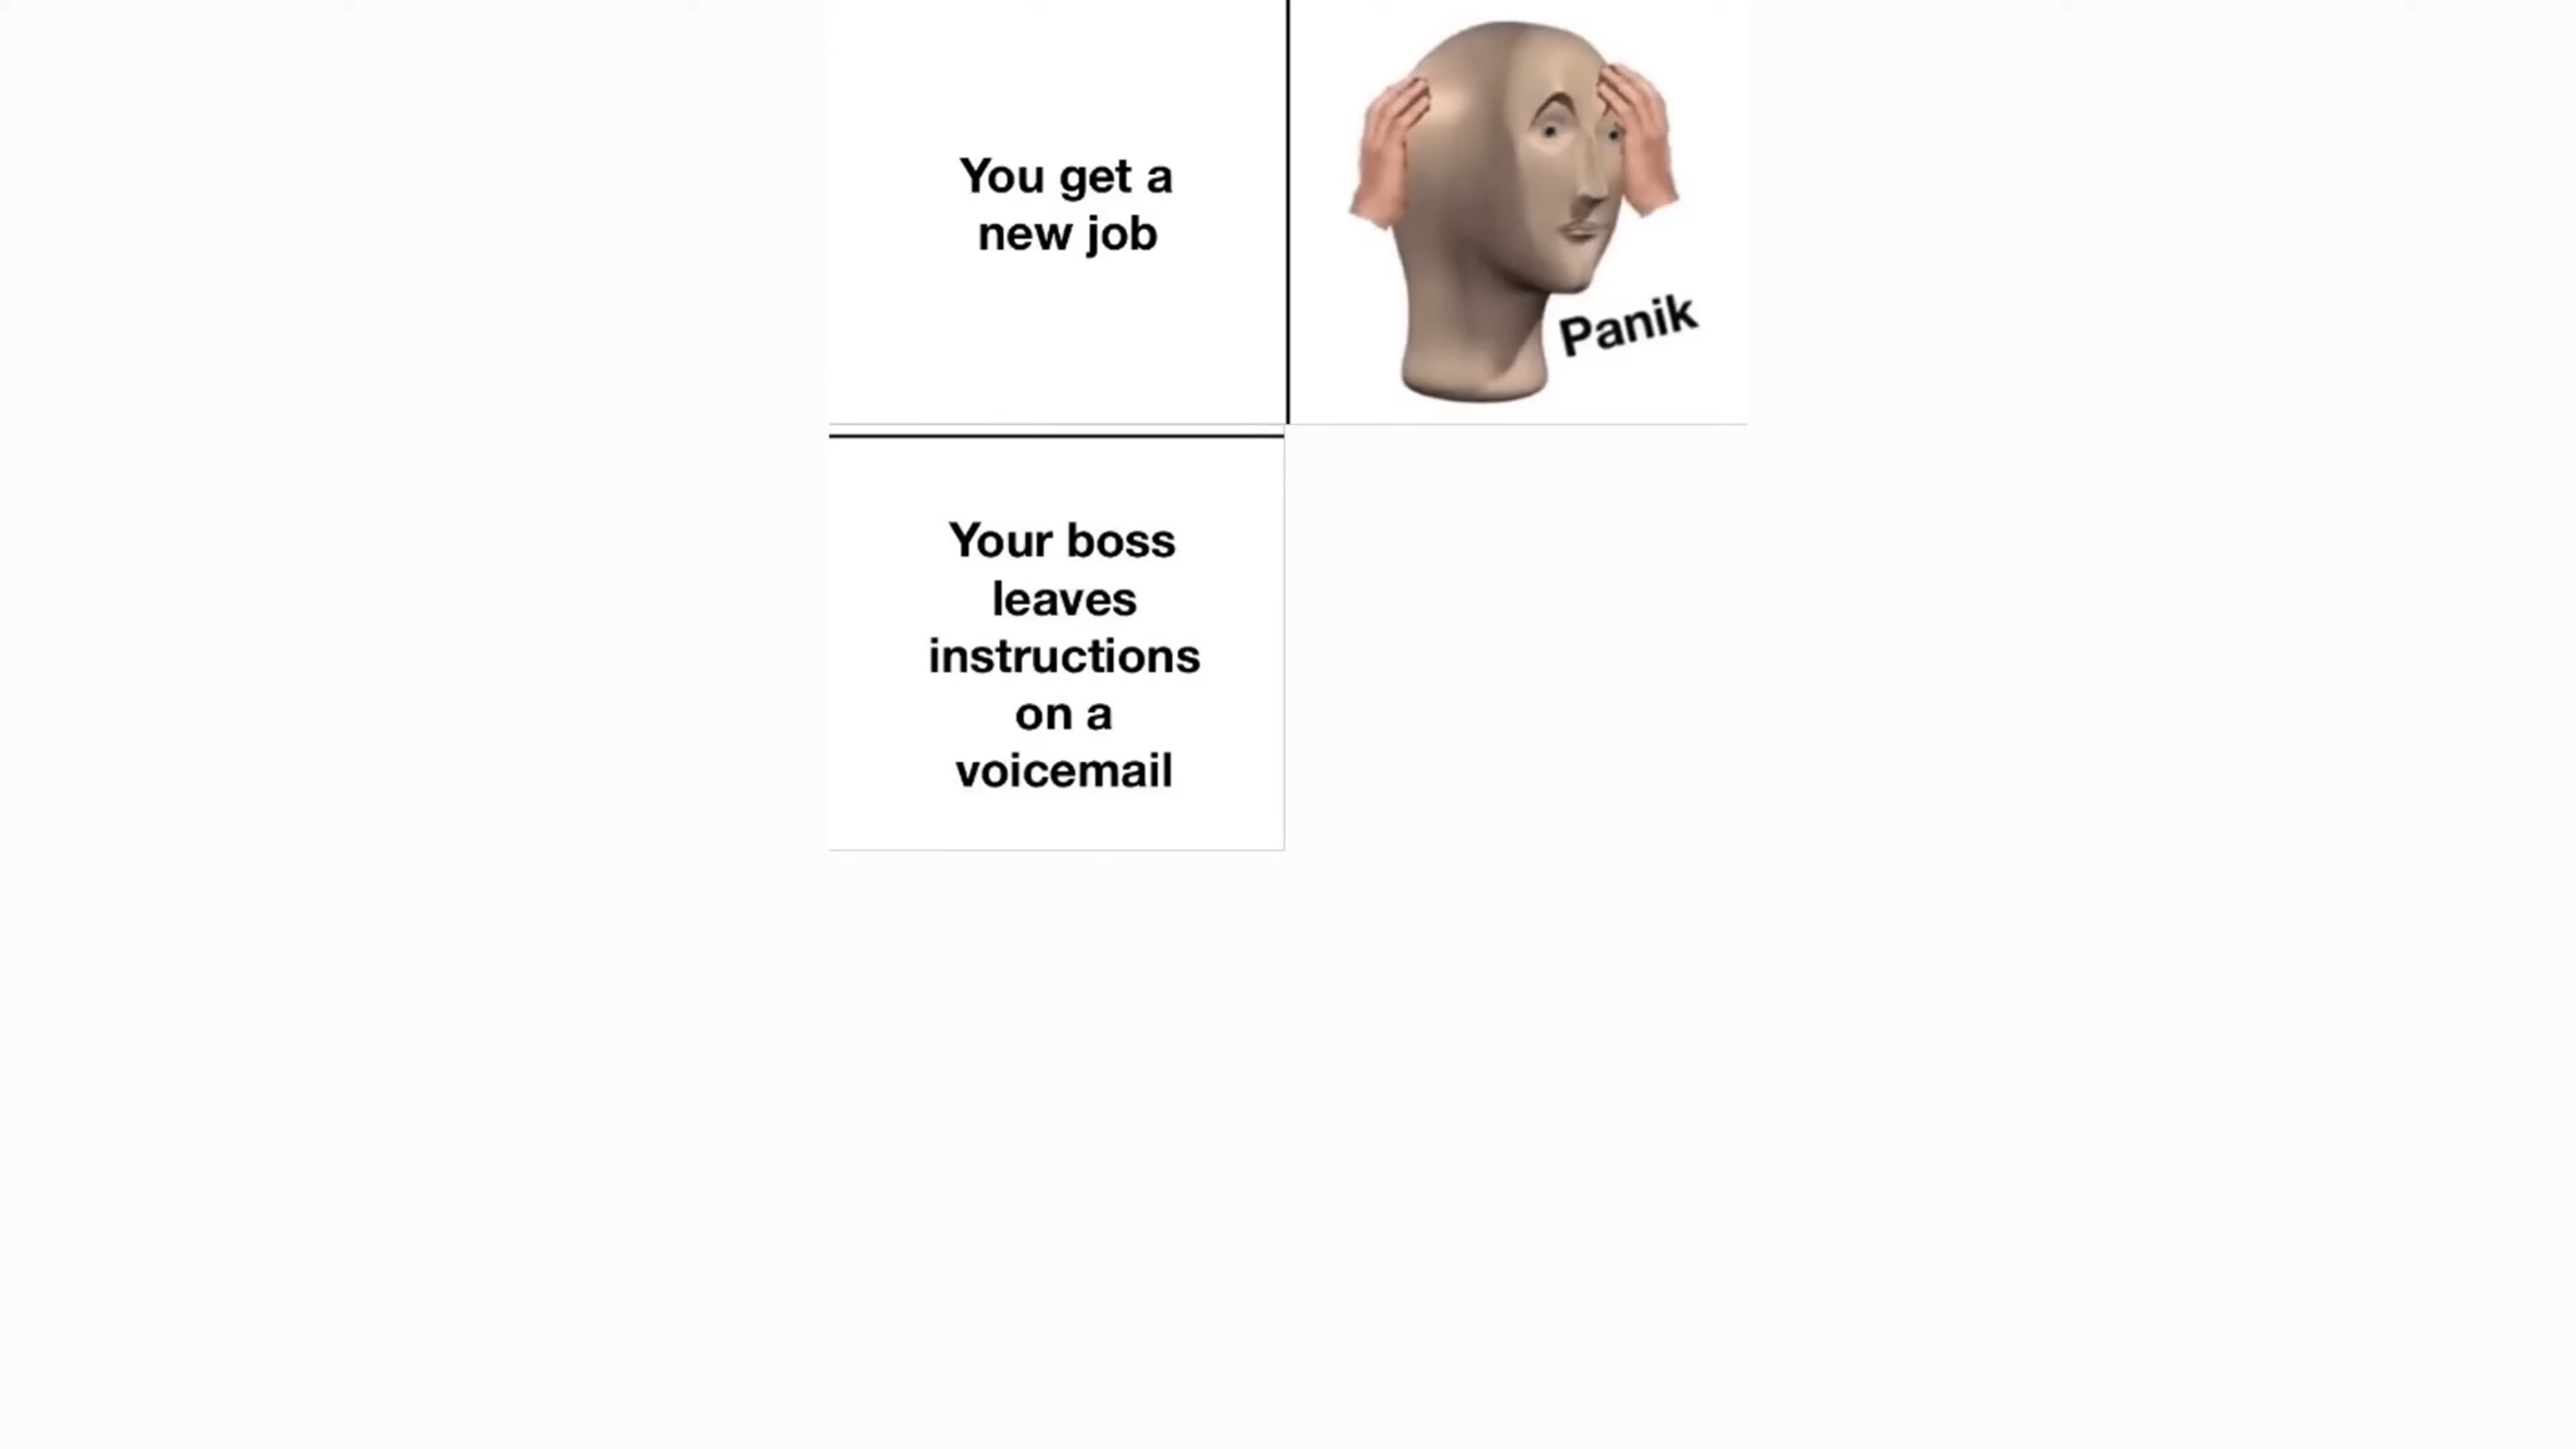 You get a
new job
Panik
Your boss
leaves
instructions
on a
voicemail